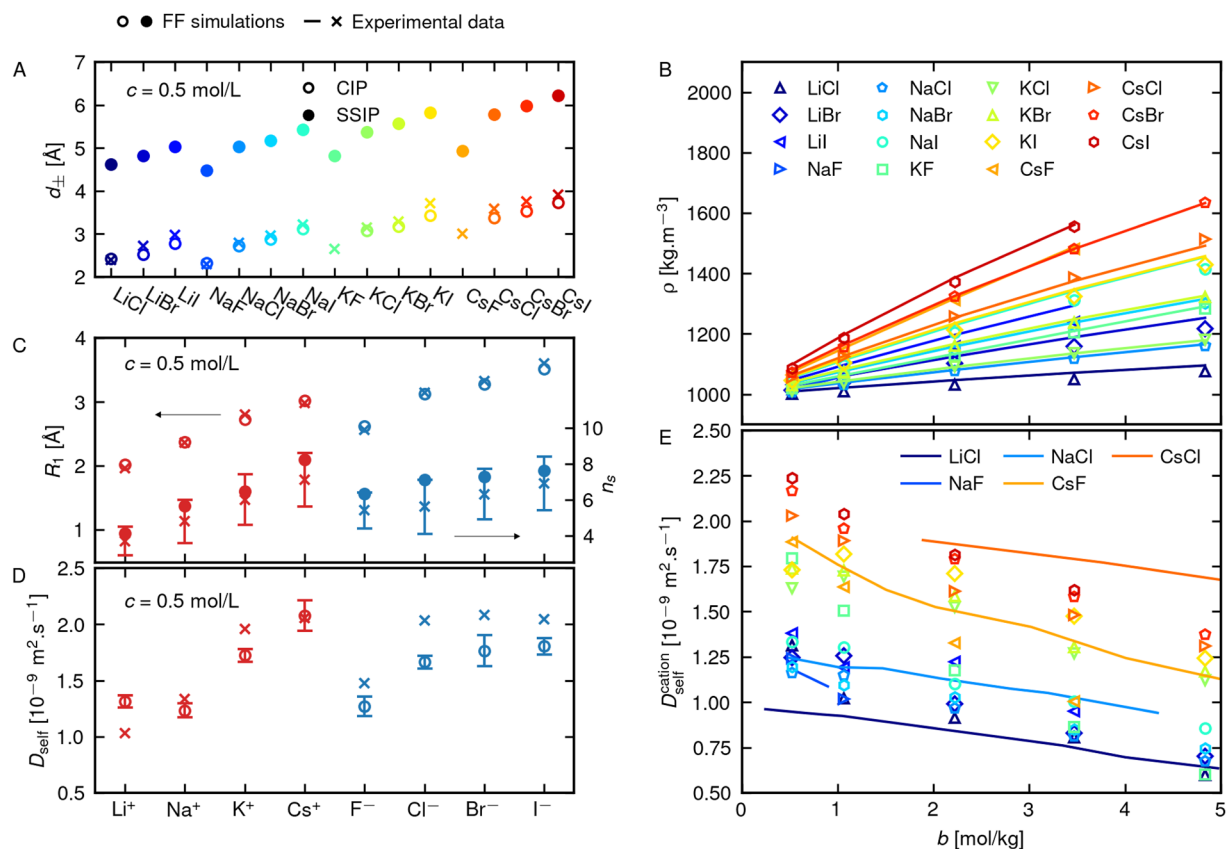 FF simulations
Experimental data
A
7
6
5
4
3
2
d± [Å]
c = 0.5 mol/L
CIP
SSIP
LiCl
LiBr
LiI
NaF
NaCl
NaBr
NaI
KF
KCl
KBr
KI
CsF
CsCl
CsBr
CsI
B
2000
1800
1600
1400
1200
1000
ρ [kg.m⁻³]
LiCl
LiBr
LiI
NaF
NaCl
NaBr
NaI
KF
KCl
KBr
KI
CsF
CsCl
CsBr
CsI
C
4
3
2
1
R₁ [Å]
c = 0.5 mol/L
10
8
6
4
nₛ
D
2.5
2.0
1.5
1.0
0.5
D_self [10⁻⁹ m².s⁻¹]
c = 0.5 mol/L
Li⁺
Na⁺
K⁺
Cs⁺
F⁻
Cl⁻
Br⁻
I⁻
E
2.50
2.25
2.00
1.75
1.50
1.25
1.00
0.75
0.50
D_self^cation [10⁻⁹ m².s⁻¹]
LiCl
NaF
NaCl
CsF
CsCl
0
1
2
3
4
5
b [mol/kg]